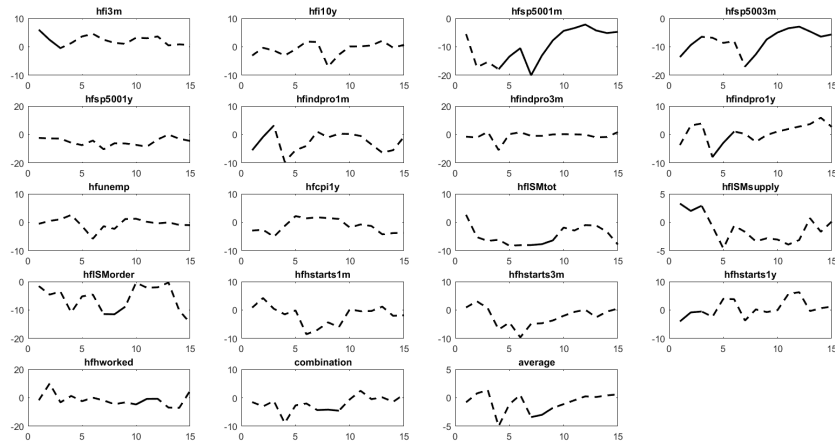 hfi3m hfi10y hfsp5001m hfsp5003m
10 10 0 0
0 0 -10 -10
-10 -10 -20 -20
0 5 10 15 0 5 10 15 0 5 10 15 0 5 10 15
hfsp5001y hfindpro1m hfindpro3m hfindpro1y
20 10 20 10
0 0 0 0
-20 -10 -20 -10
0 5 10 15 0 5 10 15 0 5 10 15 0 5 10 15
hfunemp hfcpi1y hfISMtot hfISMsupply
10 10 10 5
0 0 0 0
-10 -10 -10 -5
0 5 10 15 0 5 10 15 0 5 10 15 0 5 10 15
hfISMorder hfhstarts1m hfhstarts3m hfhstarts1y
0 10 10 10
-10 0 0 0
-20 -10 -10 -10
0 5 10 15 0 5 10 15 0 5 10 15 0 5 10 15
hfhworked combination average
20 10 5
0 0 0
-20 -10 -5
0 5 10 15 0 5 10 15 0 5 10 15